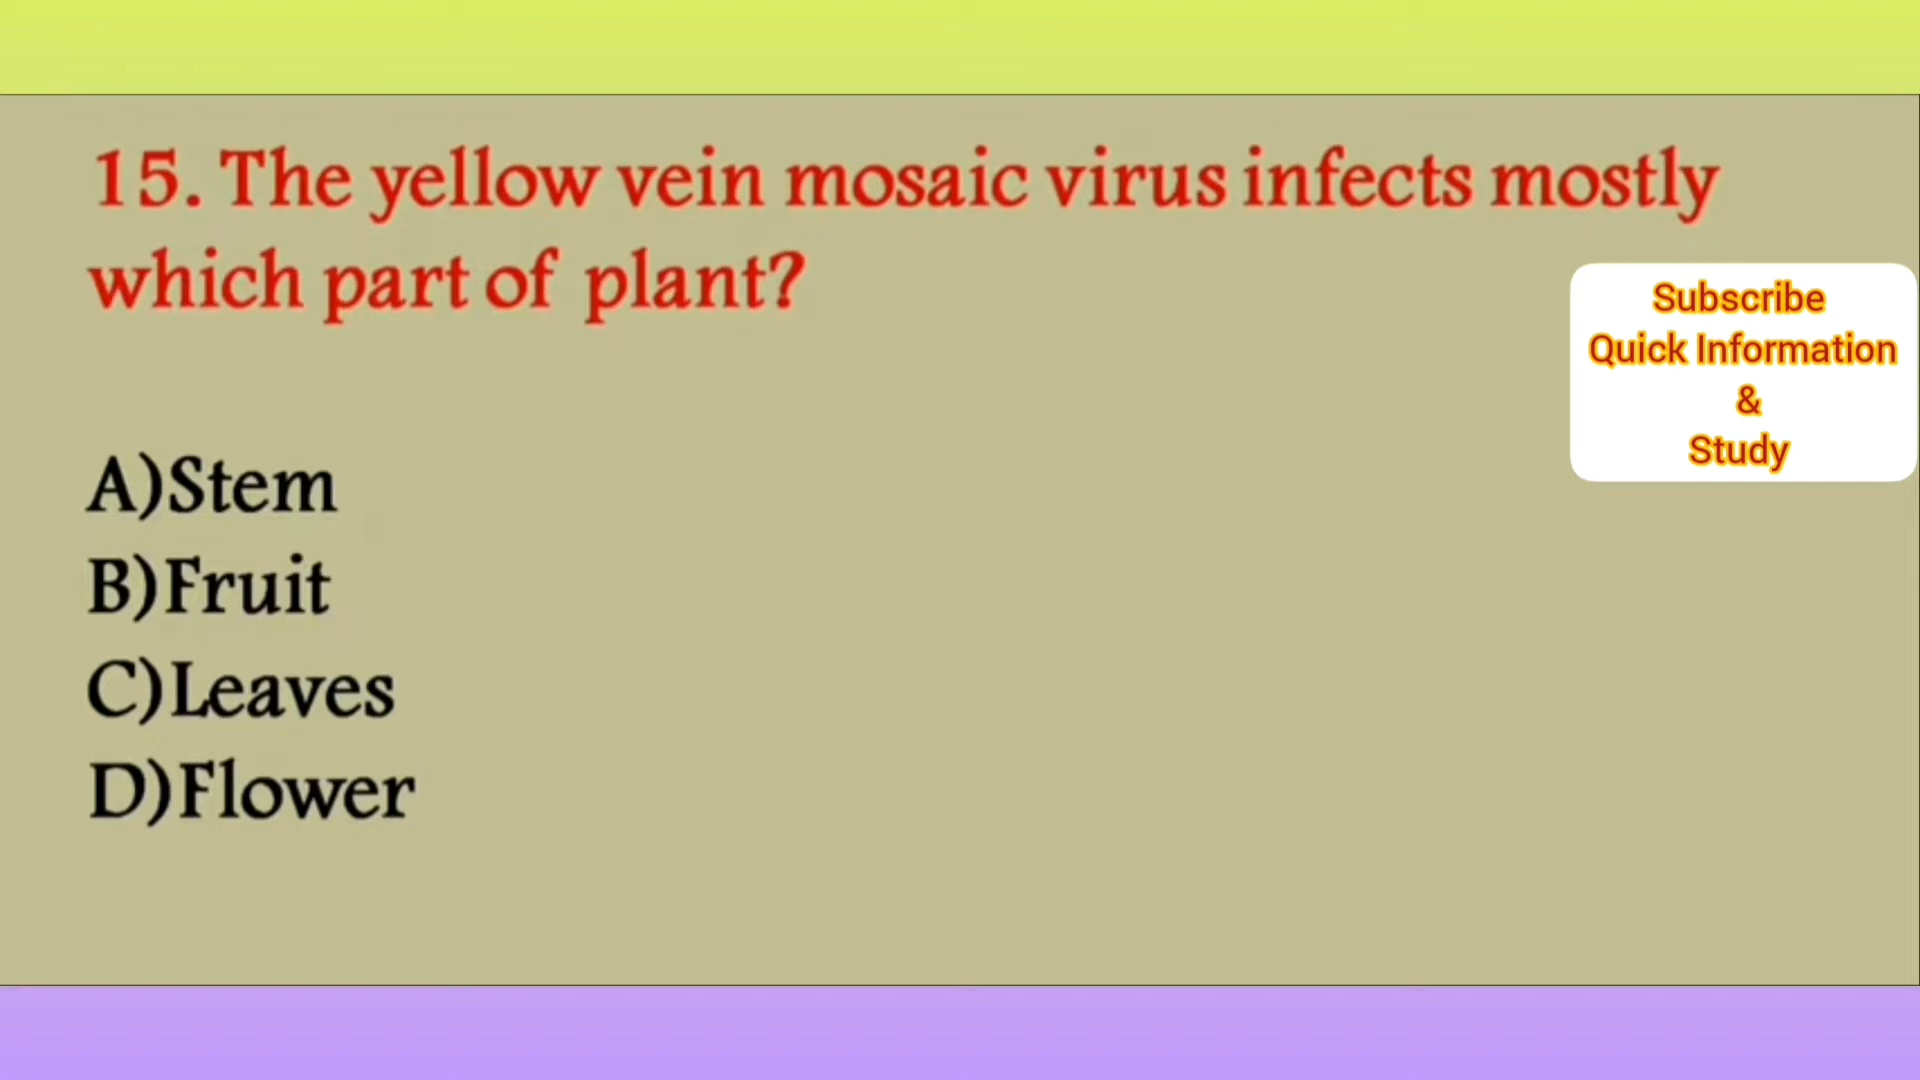 15. The yellow vein mosaic virus infects mostly
which part of plant?
Subscribe
Quick Information
&
Study
A)Stem
B)Fruit
C)Leaves
D)Flower